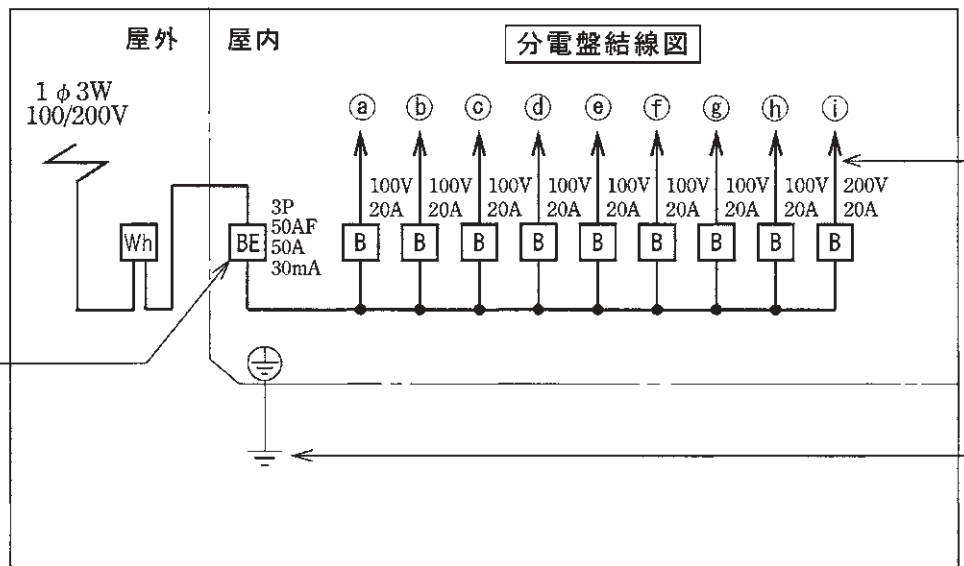 屋外
屋内
分電盤結線図
1φ3W
100/200V
ⓐ ⓑ ⓒ ⓓ ⓔ ⓕ ⓖ ⓗ ⓘ
100V 100V 100V 100V 100V 100V 100V 100V 200V
20A 20A 20A 20A 20A 20A 20A 20A 20A
Wh
BE
3P
50AF
50A
30mA
B B B B B B B B B